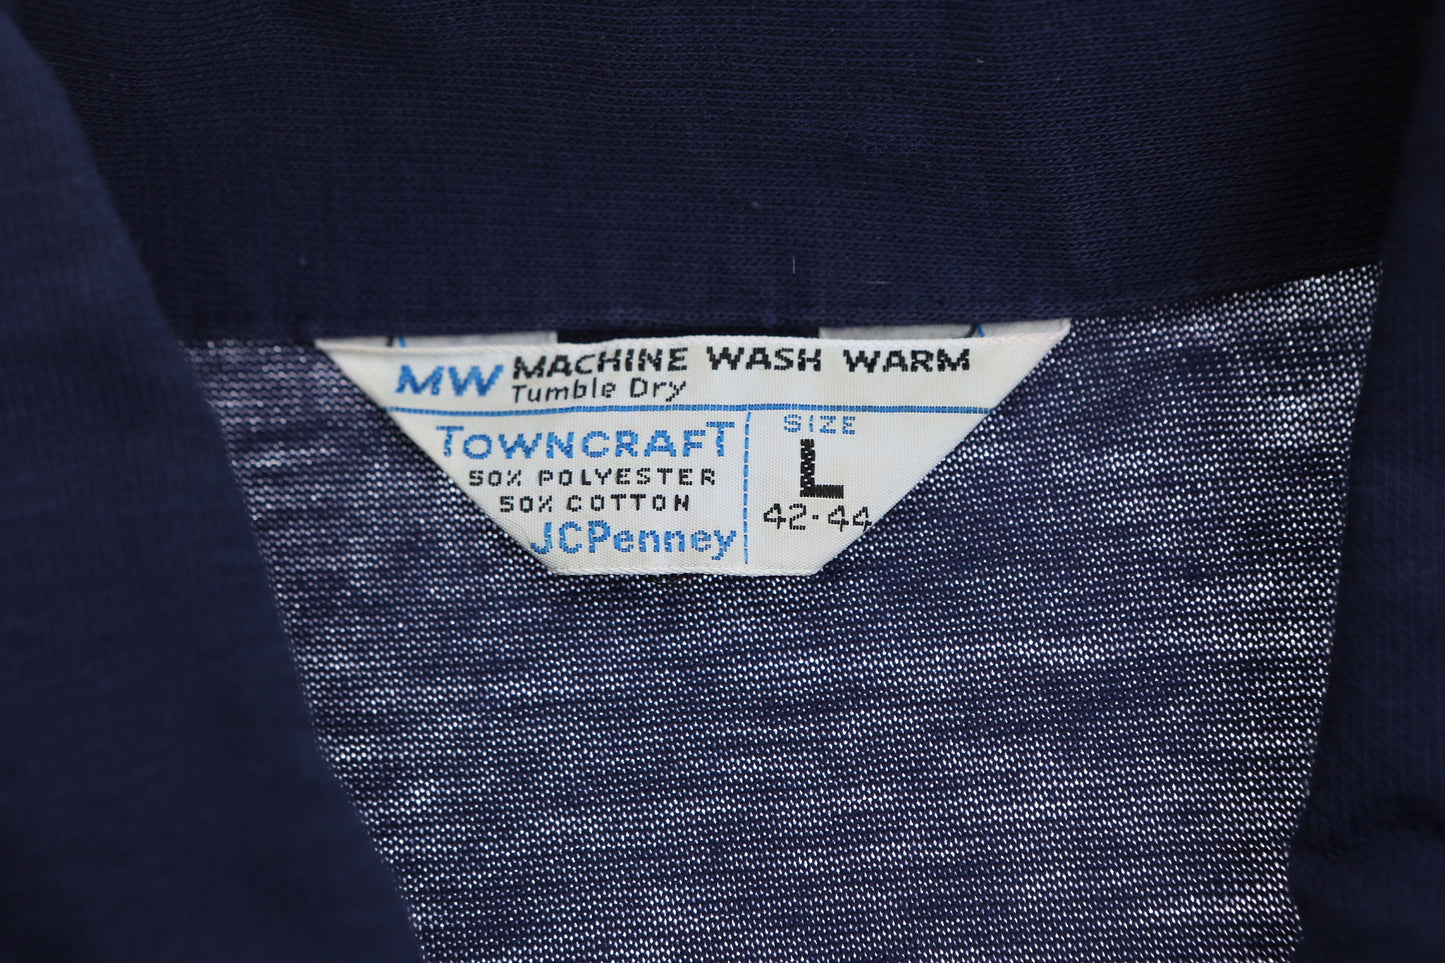 MW MACHINE WASH WARM
Tumble Dry
TOWNCRAFT
50% POLYESTER
50% COTTON
JCPenney
SIZE
L
42-44